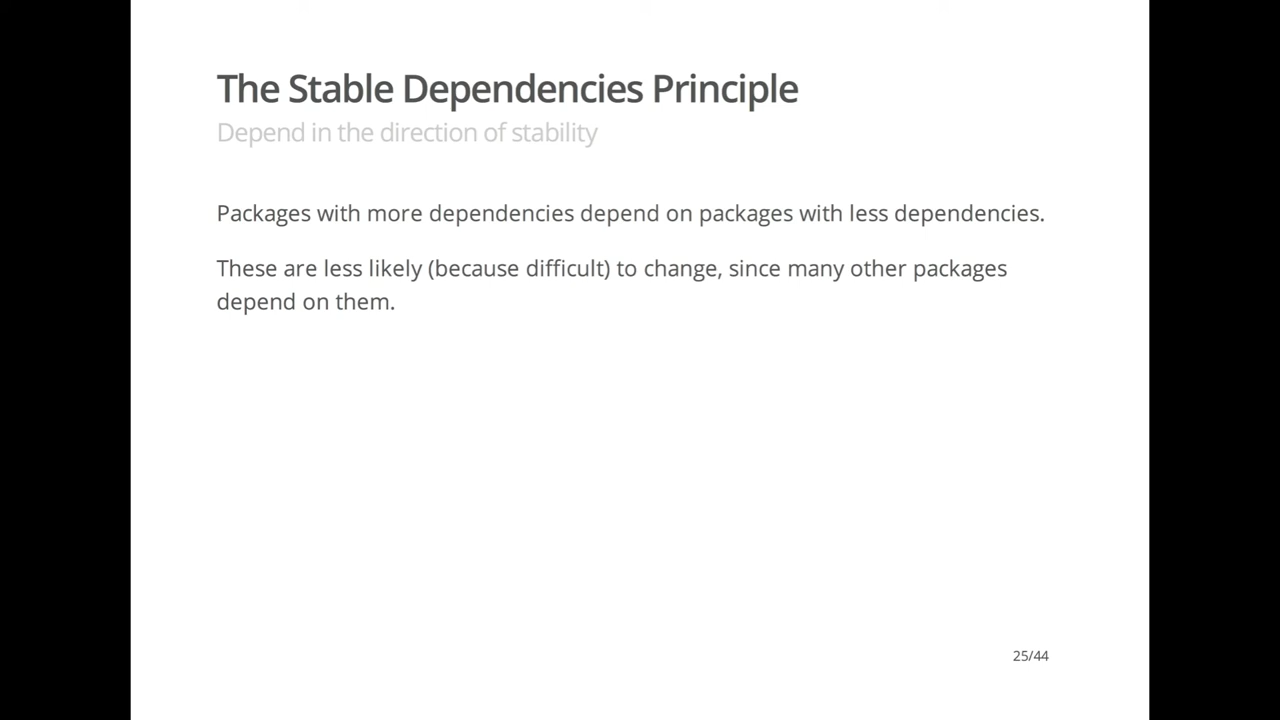 The Stable Dependencies Principle
Depend in the direction of stability
Packages with more dependencies depend on packages with less dependencies.
These are less likely (because difficult) to change, since many other packages
depend on them.
25/44